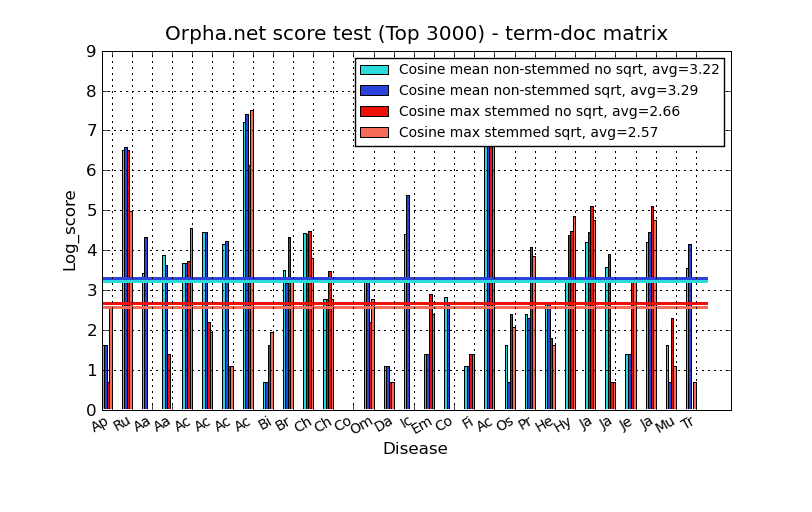 Orpha.net score test (Top 3000) - term-doc matrix
9
8
7
6
5
4
3
2
1
0
Log_score
Cosine mean non-stemmed no sqrt, avg=3.22
Cosine mean non-stemmed sqrt, avg=3.29
Cosine max stemmed no sqrt, avg=2.66
Cosine max stemmed sqrt, avg=2.57
Ap Ru Aa Aa Ac Ac Ac Ac Bi Br Ch Ch Co Om Da Ic Em Co Fi Ac Os Pr He Hy Ja Ja Je Ja Mu Tr
Disease